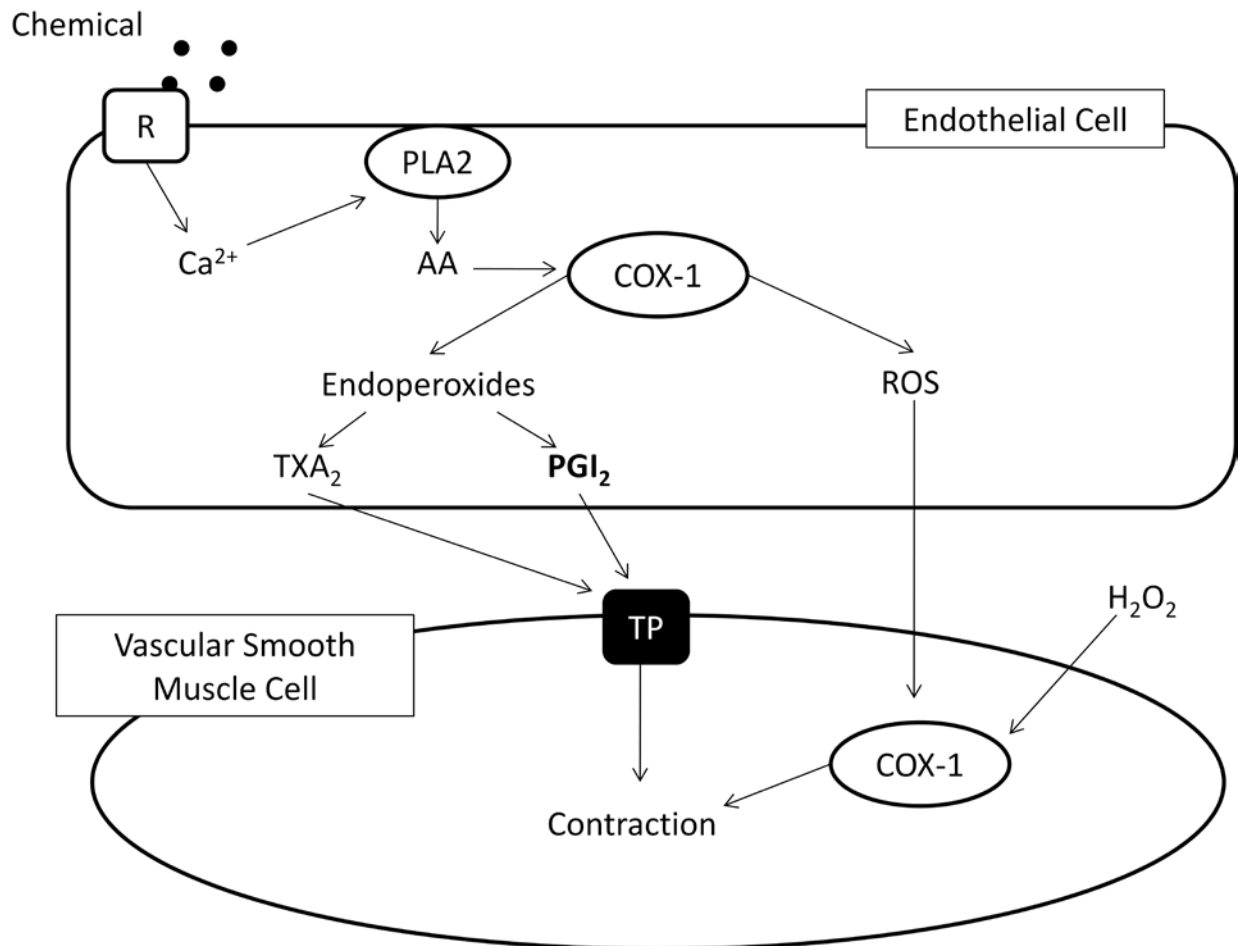 Chemical
R
Endothelial Cell
PLA2
Ca²⁺
AA
COX-1
Endoperoxides
ROS
TXA₂
PGI₂
H₂O₂
TP
Vascular Smooth
Muscle Cell
COX-1
Contraction